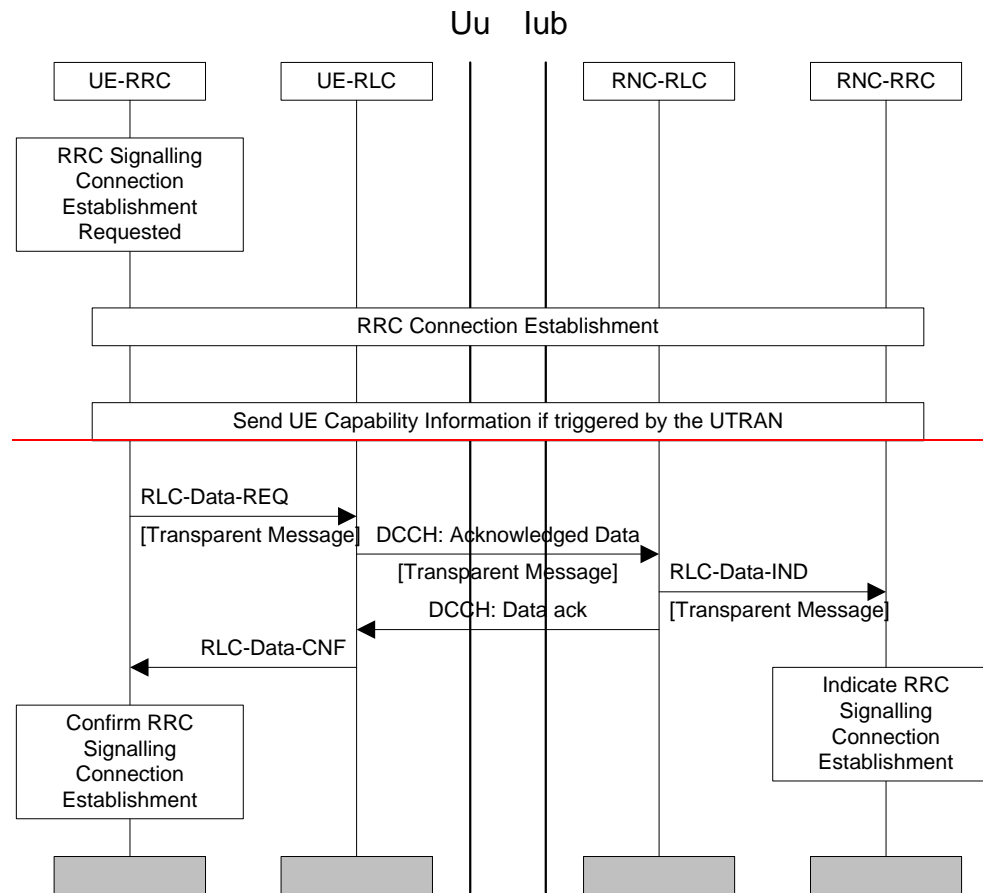 Uu Iub
UE-RRC UE-RLC RNC-RLC RNC-RRC
RRC Signalling
Connection
Establishment
Requested
RRC Connection Establishment
Send UE Capability Information if triggered by the UTRAN
RLC-Data-REQ
[Transparent Message]
DCCH: Acknowledged Data
[Transparent Message]
RLC-Data-IND
[Transparent Message]
DCCH: Data ack
RLC-Data-CNF
Indicate RRC
Signalling
Connection
Establishment
Confirm RRC
Signalling
Connection
Establishment